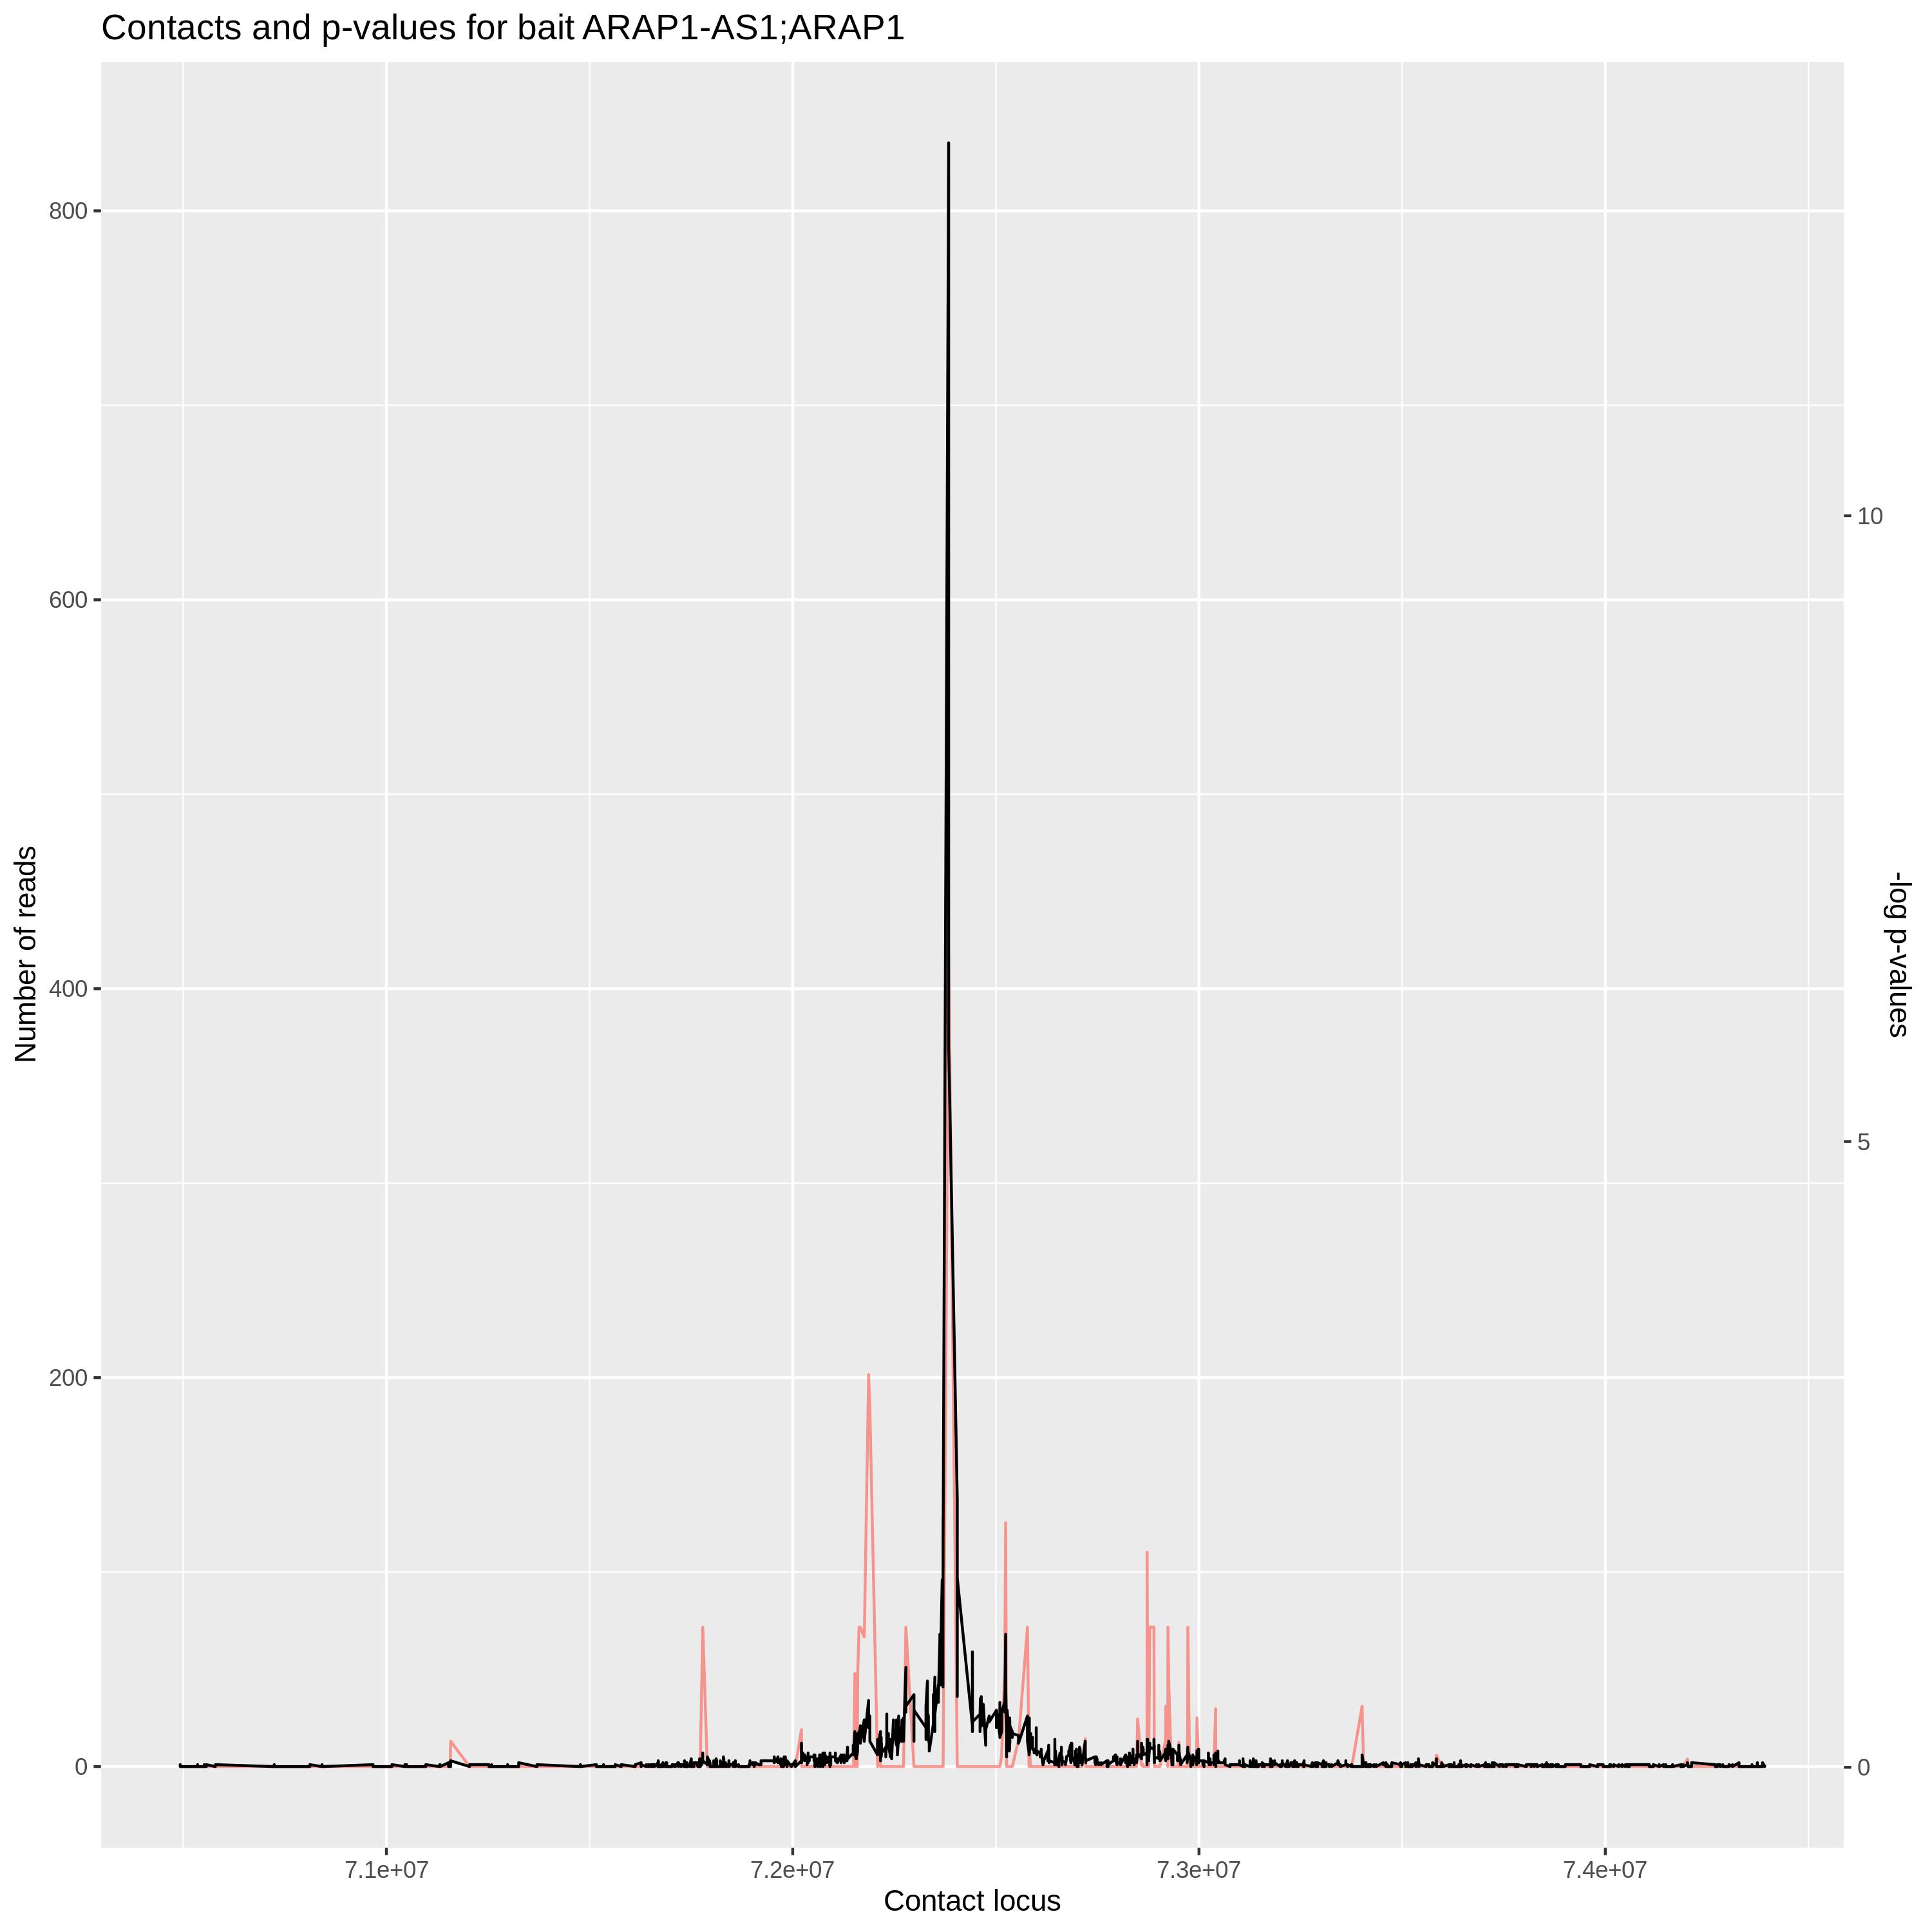 Contacts and p-values for bait ARAP1-AS1;ARAP1
800
600
400
200
0
Number of reads
10
5
0
-log p-values
7.1e+07
7.2e+07
7.3e+07
7.4e+07
Contact locus